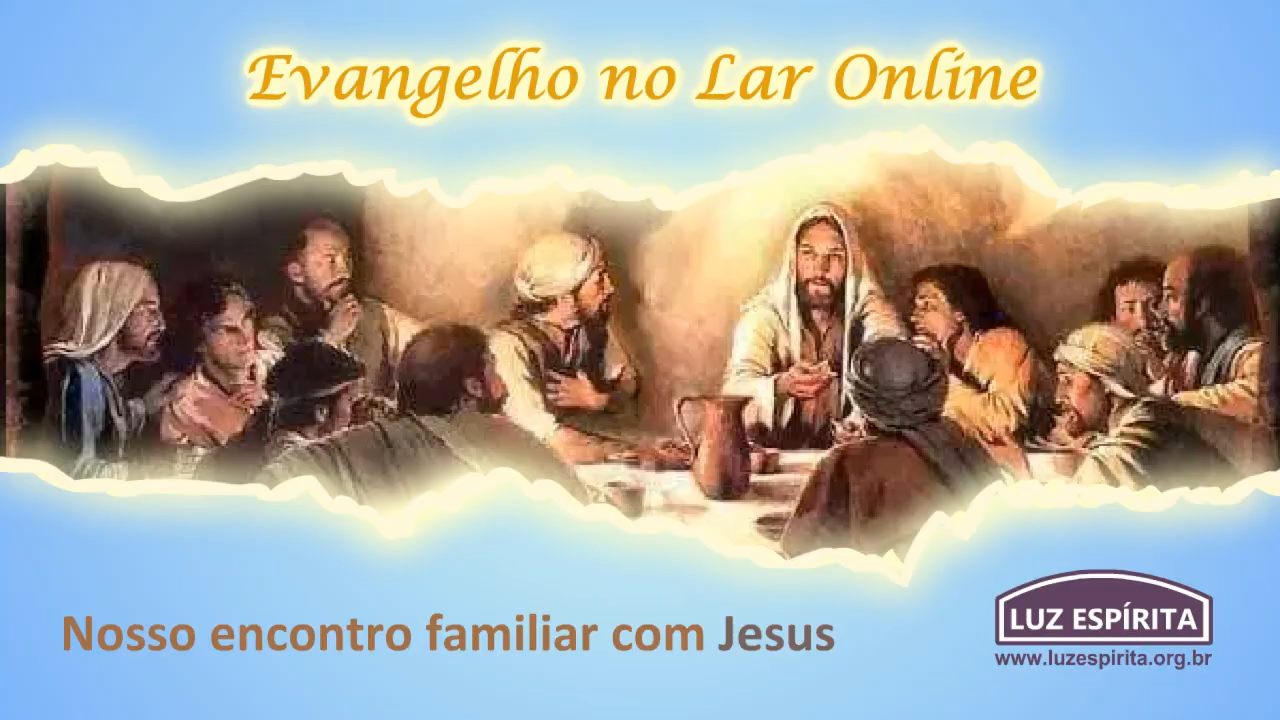 Evangelho no Lar Online
Nosso encontro familiar com Jesus
LUZ ESPÍRITA
www.luzespirita.org.br